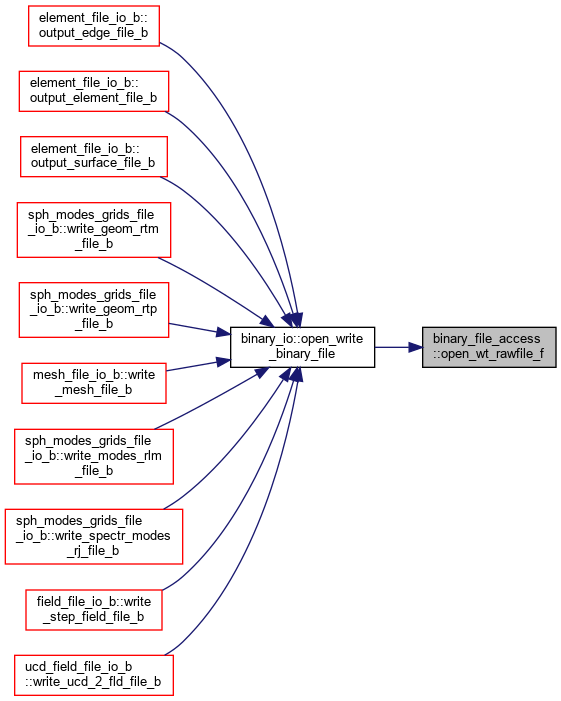 element_file_io_b::
output_edge_file_b
element_file_io_b::
output_element_file_b
element_file_io_b::
output_surface_file_b
sph_modes_grids_file
_io_b::write_geom_rtm
_file_b
sph_modes_grids_file
_io_b::write_geom_rtp
_file_b
binary_io::open_write
_binary_file
binary_file_access
::open_wt_rawfile_f
mesh_file_io_b::write
_mesh_file_b
sph_modes_grids_file
_io_b::write_modes_rlm
_file_b
sph_modes_grids_file
_io_b::write_spectr_modes
_rj_file_b
field_file_io_b::write
_step_field_file_b
ucd_field_file_io_b
::write_ucd_2_fld_file_b